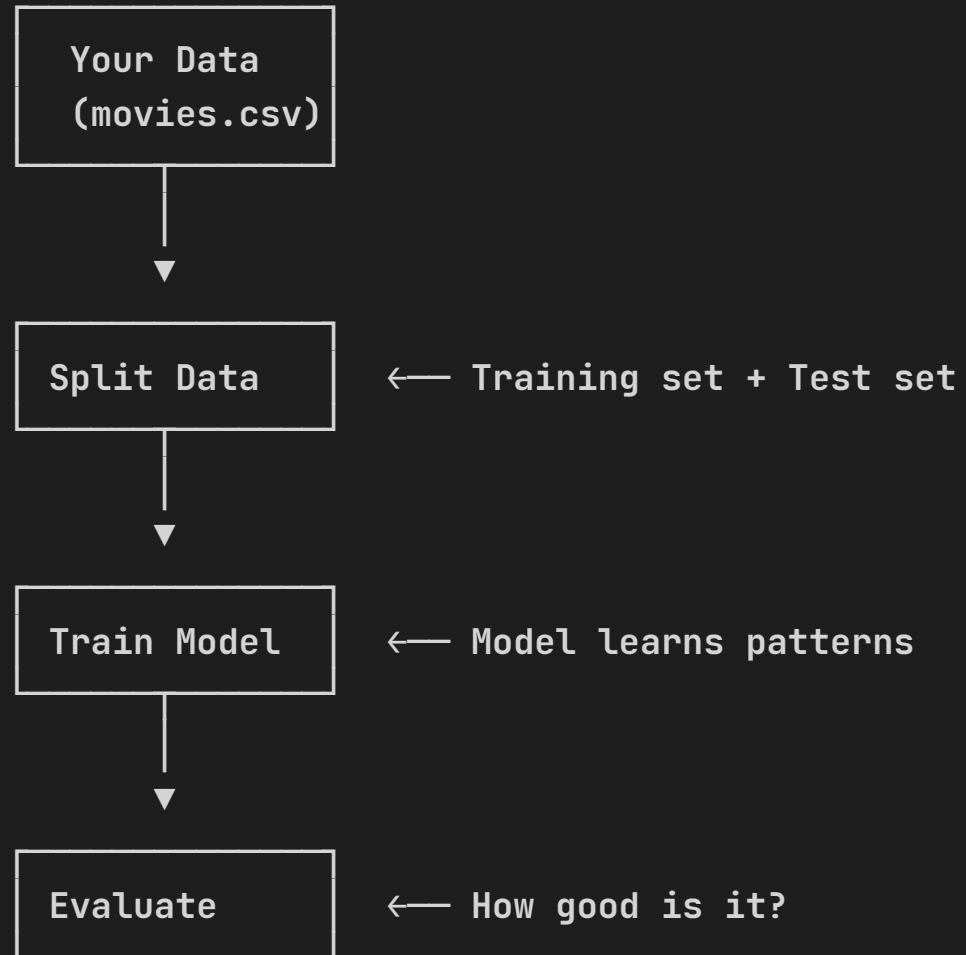 Your Data
(movies.csv)
Split Data ←── Training set + Test set
Train Model ←── Model learns patterns
Evaluate ←── How good is it?